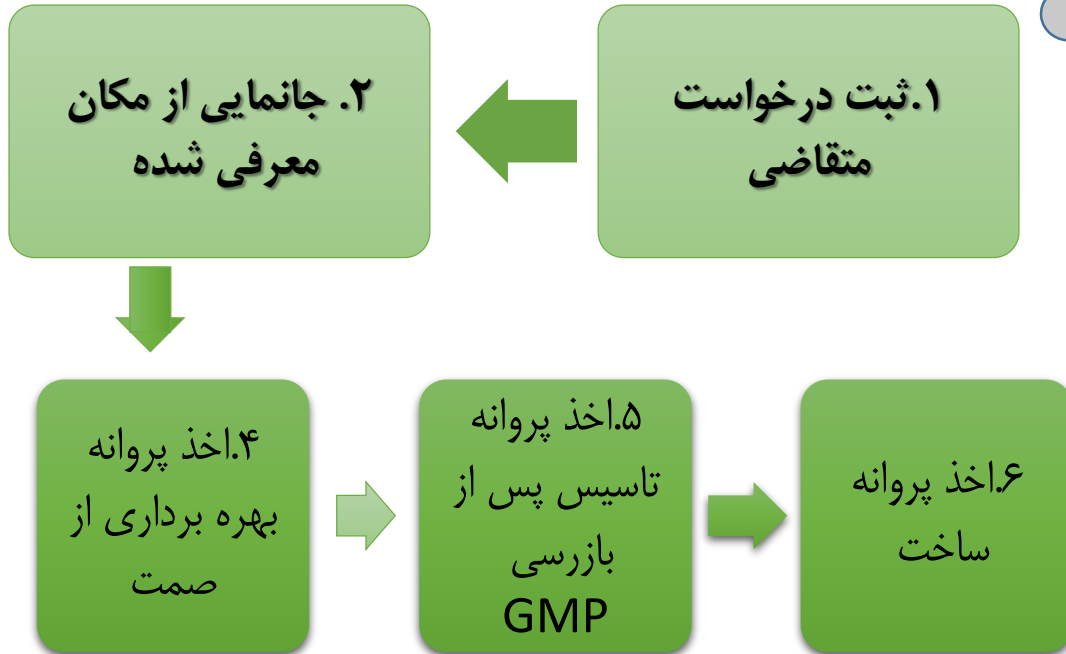 ۱.ثبت درخواست
متقاضی
۲. جانمایی از مکان
معرفی شده
۴.اخذ پروانه
بهره برداری از
صمت
۵.اخذ پروانه
تاسیس پس از
بازرسی
GMP
۶.اخذ پروانه
ساخت